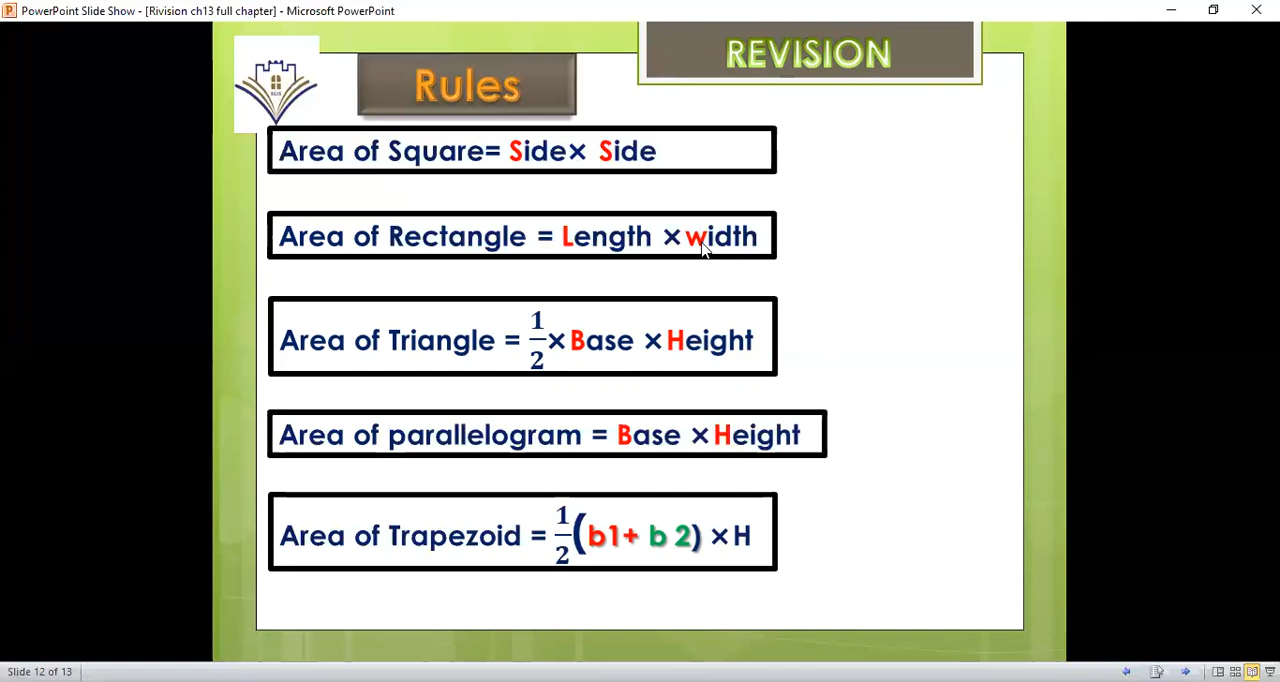 PowerPoint Slide Show - [Rivision ch13 full chapter] - Microsoft PowerPoint
REVISION
Rules
Area of Square= Side× Side
Area of Rectangle = Length ×width
Area of Triangle = 1/2 ×Base ×Height
Area of parallelogram = Base ×Height
Area of Trapezoid = 1/2 (b1+ b 2) ×H
Slide 12 of 13